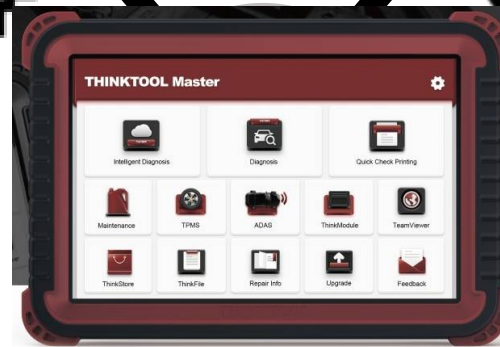 THINKTOOL Master
Intelligent Diagnosis
Diagnosis
Quick Check Printing
Maintenance
TPMS
ADAS
ThinkModule
TeamViewer
ThinkStore
ThinkFile
Repair Info
Upgrade
Feedback